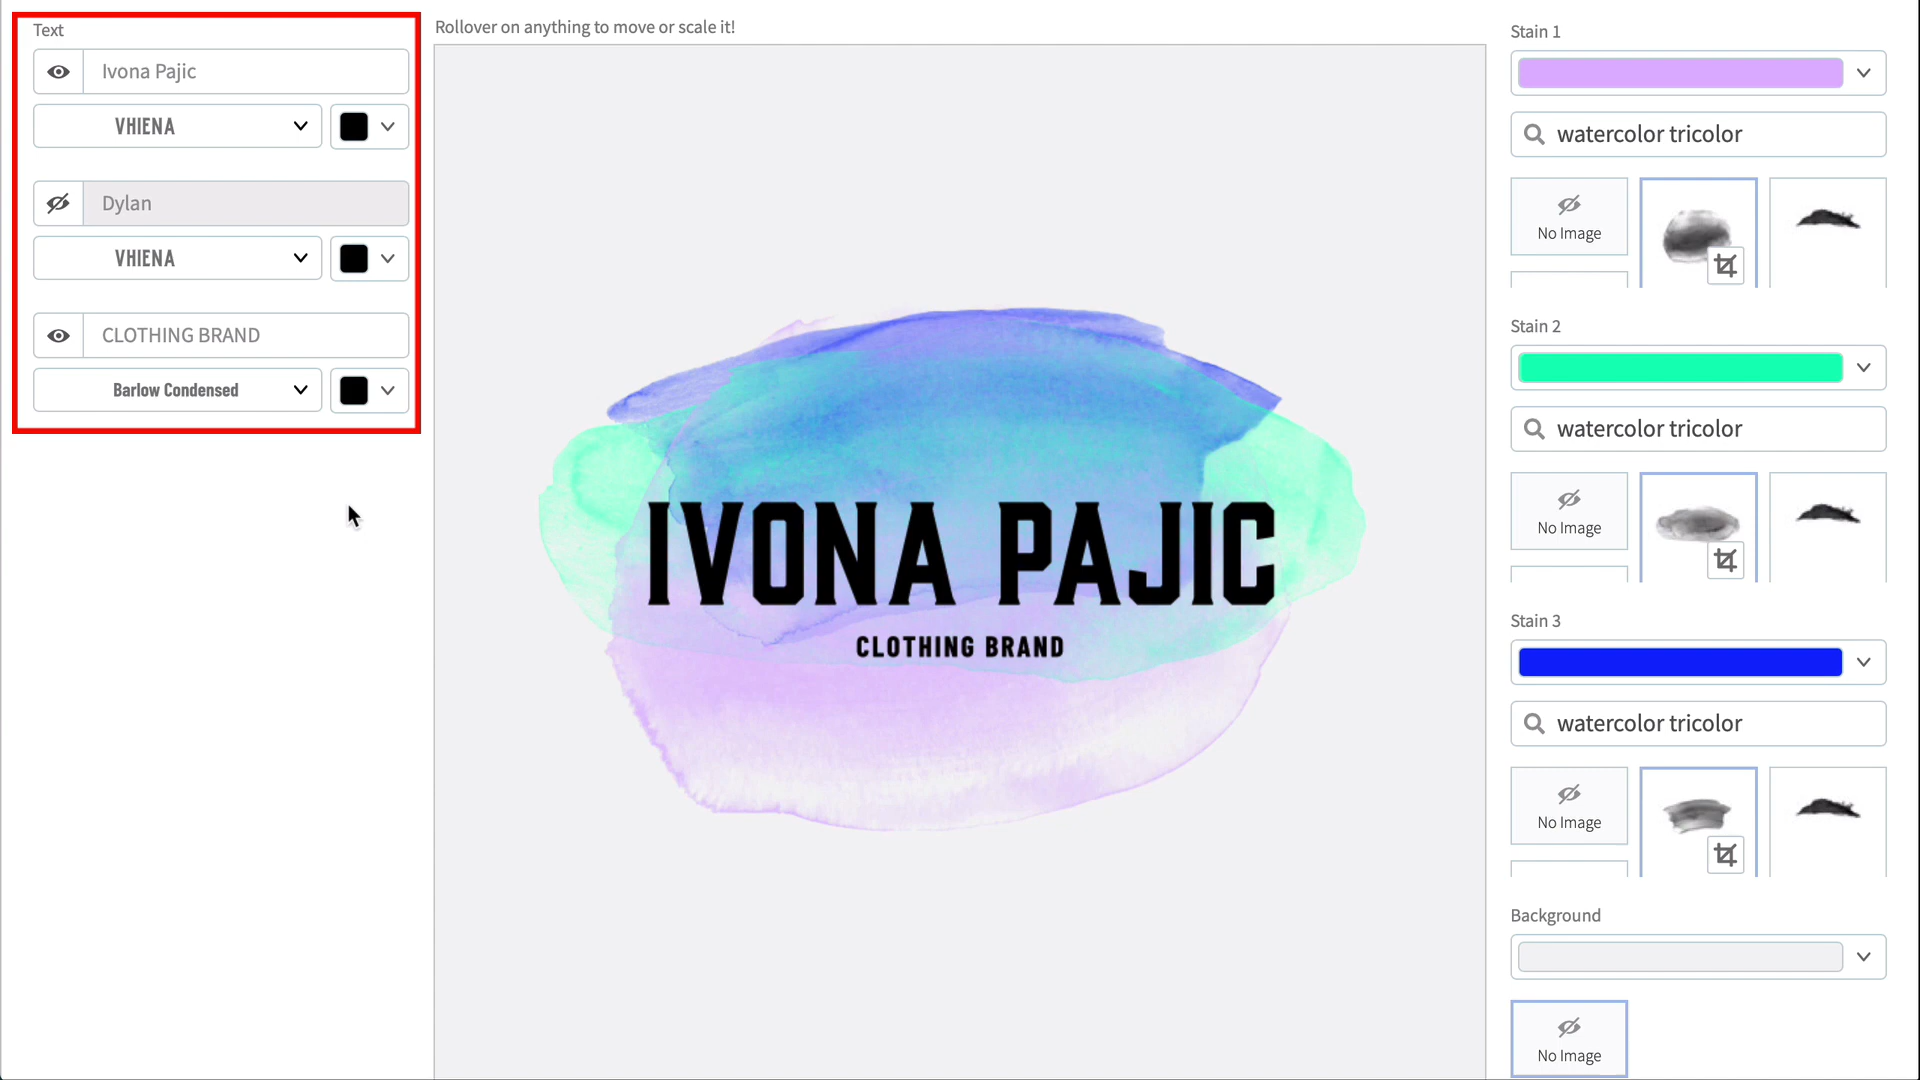 Text
Ivona Pajic
VHIENA
Dylan
VHIENA
CLOTHING BRAND
Barlow Condensed
Rollover on anything to move or scale it!
IVONA PAJIC
CLOTHING BRAND
Stain 1
watercolor tricolor
No Image
Stain 2
watercolor tricolor
No Image
Stain 3
watercolor tricolor
No Image
Background
No Image